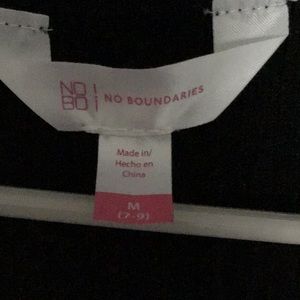 NO
BO
NO BOUNDARIES
Made in/
Hecho en
China
M
(7-9)